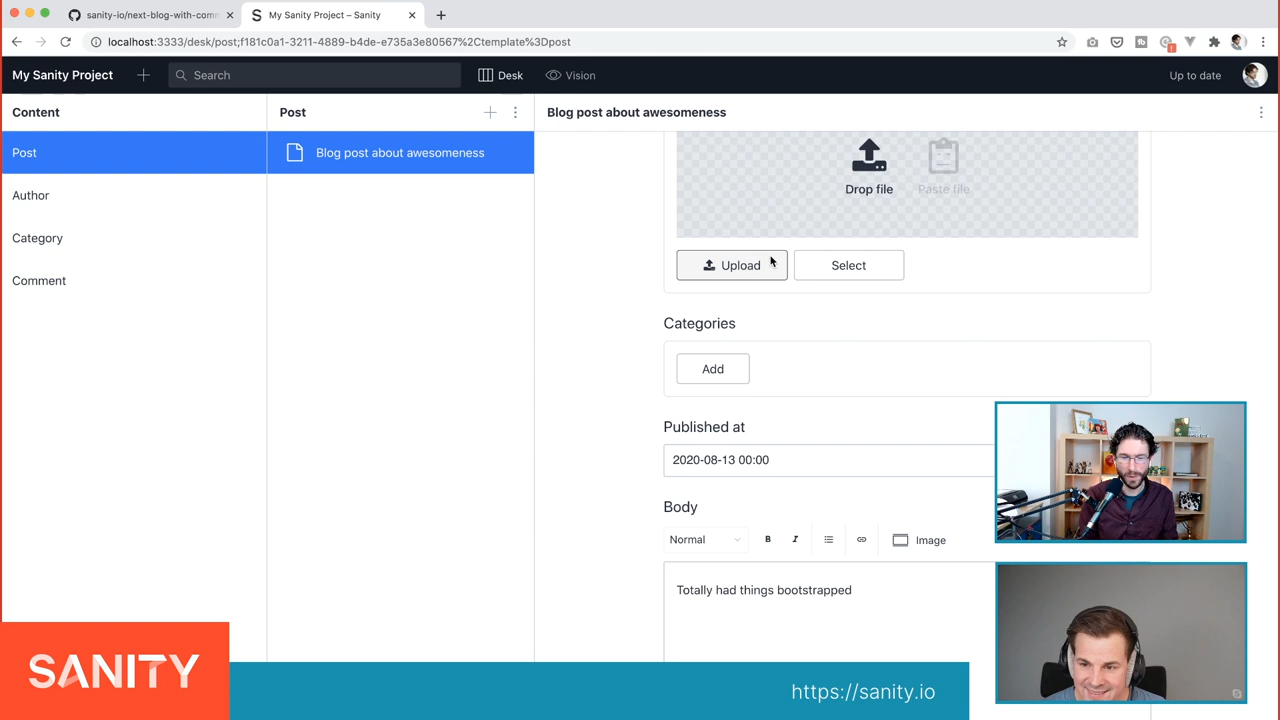 sanity-io/next-blog-with-comm
My Sanity Project – Sanity
localhost:3333/desk/post;f181c0a1-3211-4889-b4de-e735a3e80567%2Ctemplate%3Dpost
My Sanity Project
Search
Desk
Vision
Up to date
Content
Post
Blog post about awesomeness
Post
Blog post about awesomeness
Author
Category
Comment
Drop file
Paste file
Upload
Select
Categories
Add
Published at
2020-08-13 00:00
Body
Normal
B
I
Image
Totally had things bootstrapped
SANITY
https://sanity.io